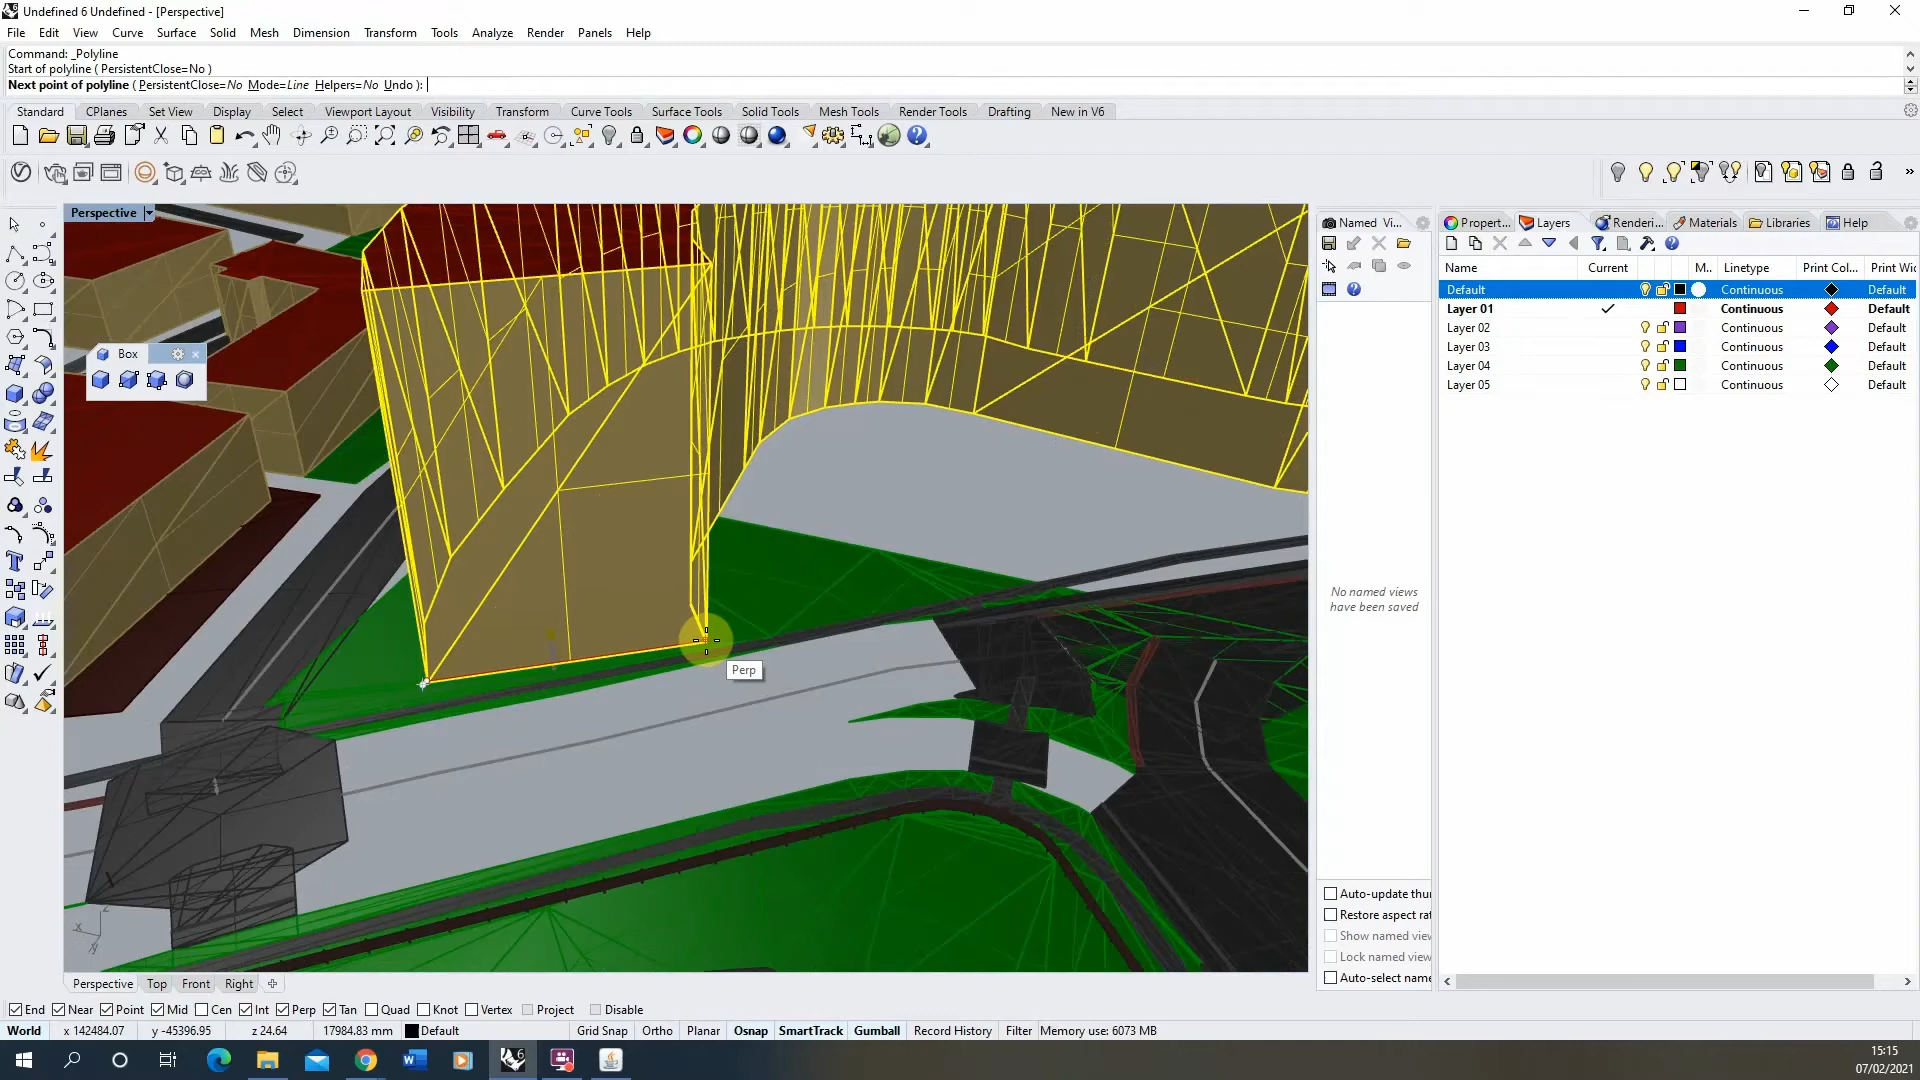 Undefined 6 Undefined - [Perspective]
File Edit View Curve Surface Solid Mesh Dimension Transform Tools Analyze Render Panels Help
Command: _Polyline
Start of polyline ( PersistentClose=No )
Next point of polyline ( PersistentClose=No Mode=Line Helpers=No Undo ):
Standard CPlanes Set View Display Select Viewport Layout Visibility Transform Curve Tools Surface Tools Solid Tools Mesh Tools Render Tools Drafting New in V6
Perspective
Box
Perp
Named Vi...
No named views
have been saved
Auto-update thu
Restore aspect rat
Show named view
Lock named view
Auto-select name
Propert... Layers Renderi... Materials Libraries Help
Name Current M.. Linetype Print Col... Print Wi
Default Continuous Default
Layer 01 Continuous Default
Layer 02 Continuous Default
Layer 03 Continuous Default
Layer 04 Continuous Default
Layer 05 Continuous Default
x y z
Perspective Top Front Right
End Near Point Mid Cen Int Perp Tan Quad Knot Vertex Project Disable
World x 142484.07 y -45396.95 z 24.64 17984.83 mm Default Grid Snap Ortho Planar Osnap SmartTrack Gumball Record History Filter Memory use: 6073 MB
15:15
07/02/2021